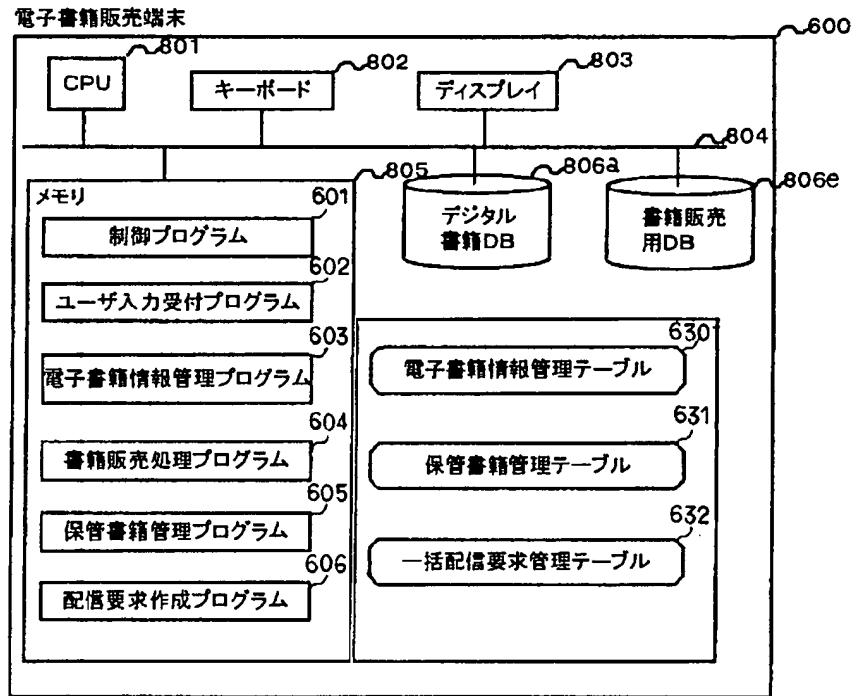 電子書籍販売端末
600
801
CPU
802
キーボード
803
ディスプレイ
804
805
メモリ
601
制御プログラム
602
ユーザ入力受付プログラム
603
電子書籍情報管理プログラム
604
書籍販売処理プログラム
605
保管書籍管理プログラム
606
配信要求作成プログラム
806a
デジタル
書籍DB
806e
書籍販売
用DB
630
電子書籍情報管理テーブル
631
保管書籍管理テーブル
632
一括配信要求管理テーブル